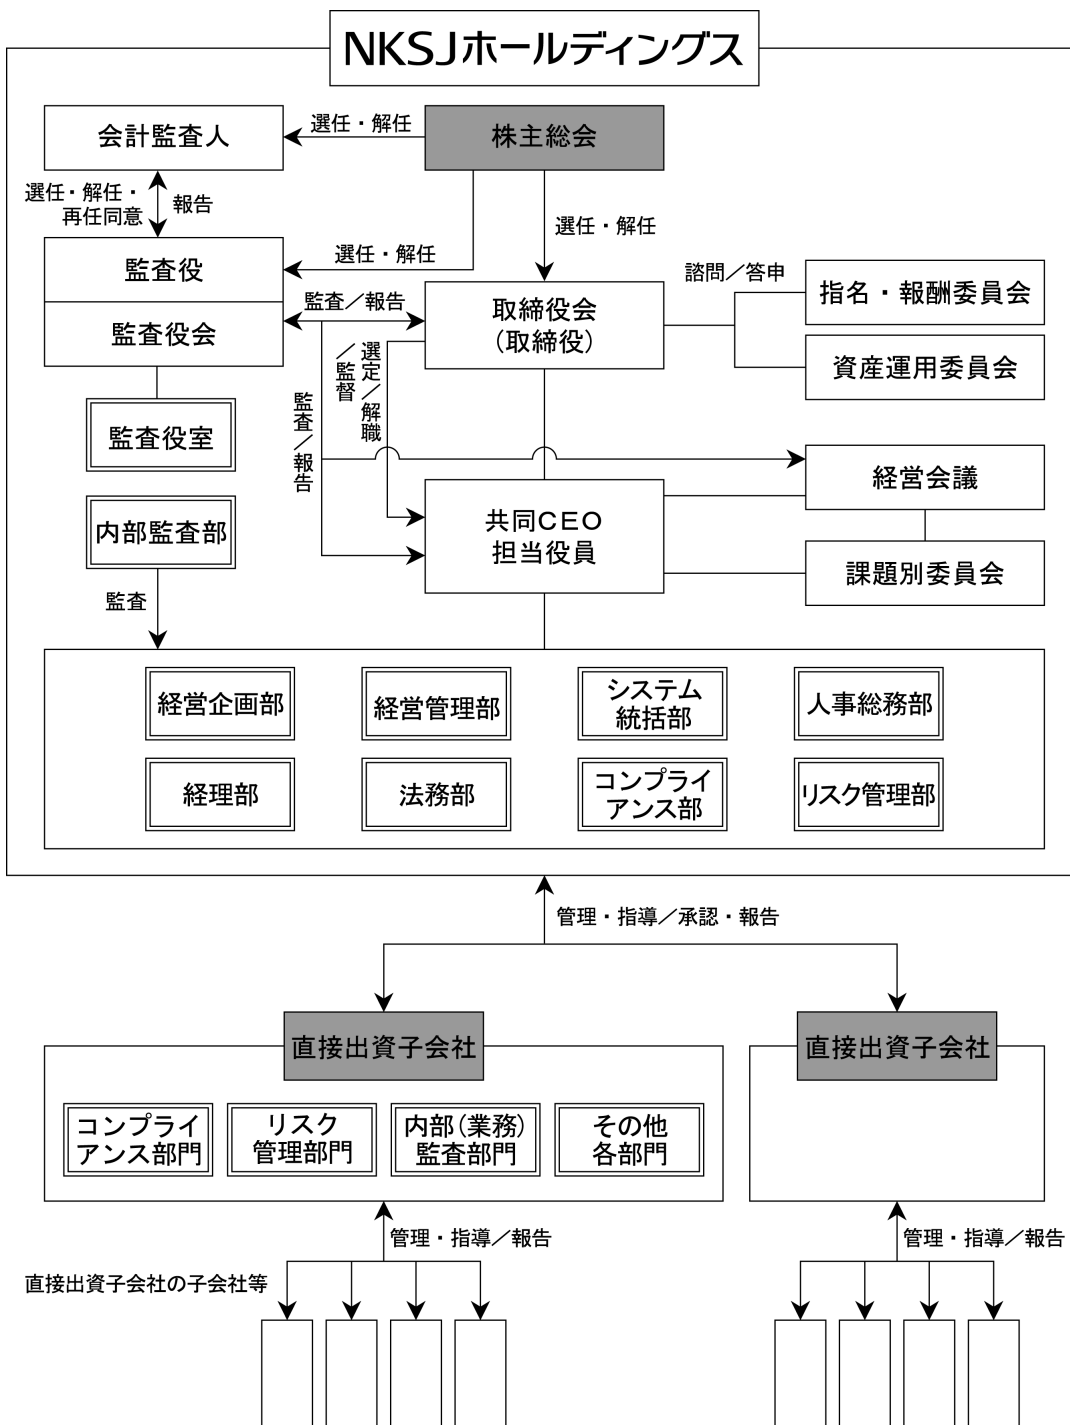 NKSJホールディングス
会計監査人
選任・解任
株主総会
選任・解任・
再任同意
報告
選任・解任
選任・解任
監査役
監査役会
監査／報告
取締役会
（取締役）
諮問／答申
指名・報酬委員会
資産運用委員会
選定／解職
／監督
監査／報告
監査役室
経営会議
内部監査部
共同CEO
担当役員
課題別委員会
監査
経営企画部
経営管理部
システム
統括部
人事総務部
経理部
法務部
コンプライ
アンス部
リスク管理部
管理・指導／承認・報告
直接出資子会社
直接出資子会社
コンプライ
アンス部門
リスク
管理部門
内部（業務）
監査部門
その他
各部門
管理・指導／報告
管理・指導／報告
直接出資子会社の子会社等